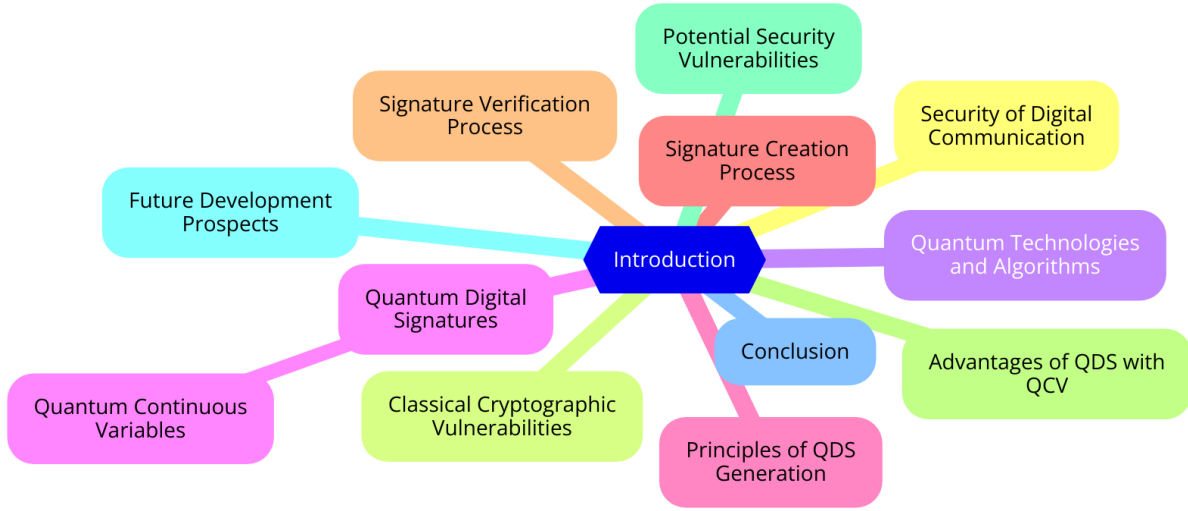 Potential Security
Vulnerabilities
Signature Verification
Process
Security of Digital
Communication
Signature Creation
Process
Future Development
Prospects
Quantum Technologies
and Algorithms
Introduction
Quantum Digital
Signatures
Conclusion
Advantages of QDS with
QCV
Quantum Continuous
Variables
Classical Cryptographic
Vulnerabilities
Principles of QDS
Generation